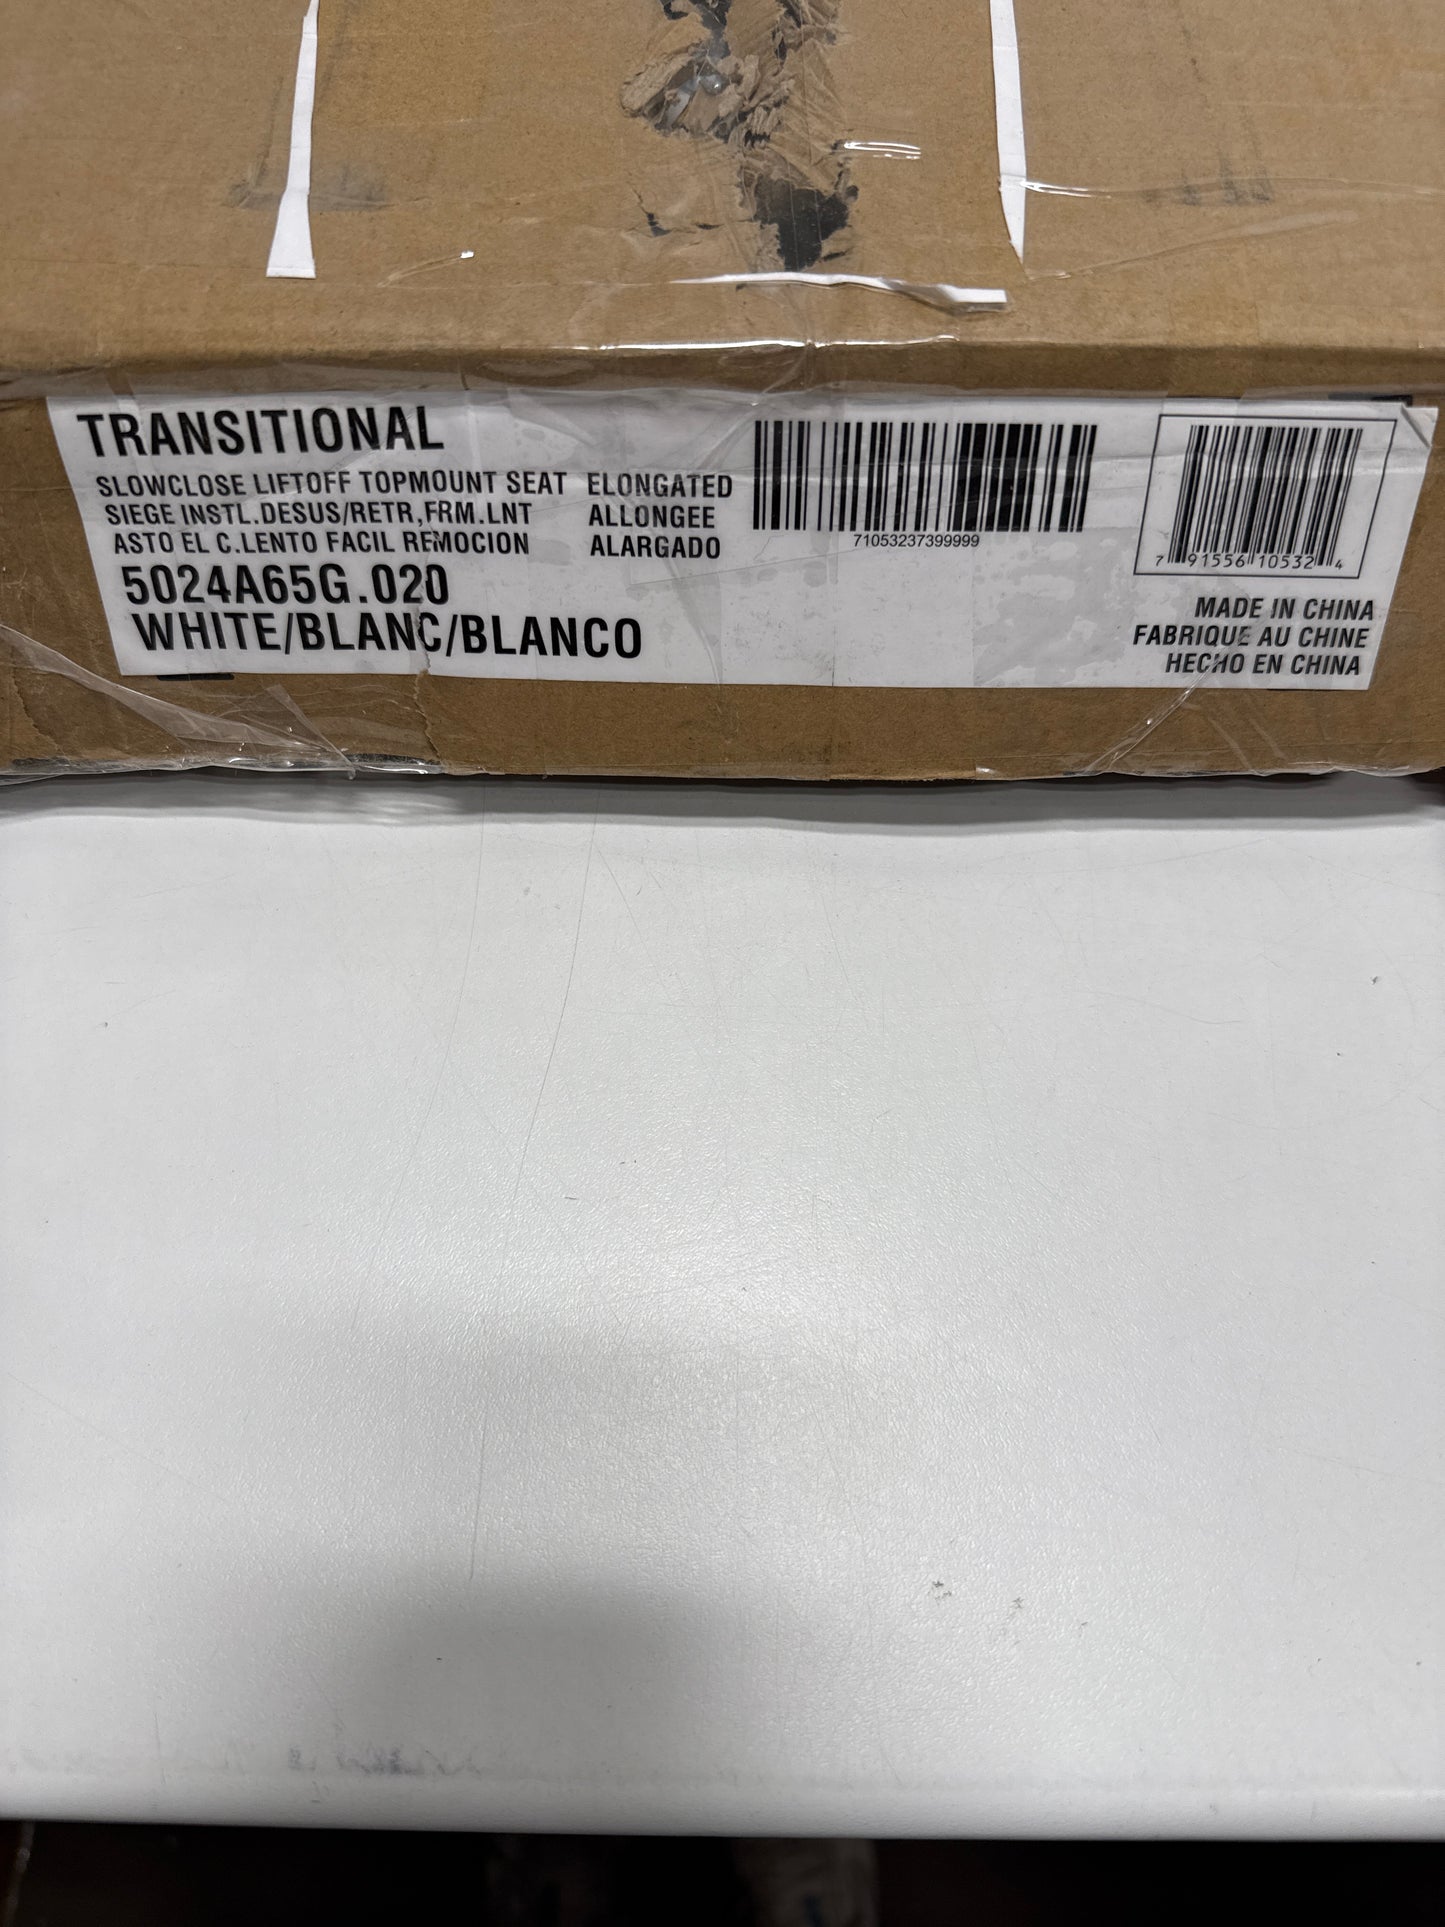 TRANSITIONAL
SLOWCLOSE LIFTOFF TOPMOUNT SEAT ELONGATED
SIEGE INSTL.DESUS/RETR,FRM.LNT ALLONGEE
ASTO EL C.LENTO FACIL REMOCION ALARGADO
5024A65G.020
WHITE/BLANC/BLANCO
71053237399999
7 91556 10532 4
MADE IN CHINA
FABRIQUE AU CHINE
HECHO EN CHINA